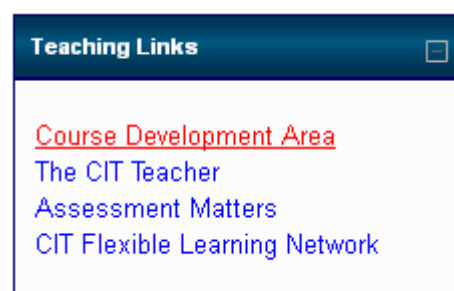 Teaching Links
Course Development Area
The CIT Teacher
Assessment Matters
CIT Flexible Learning Network